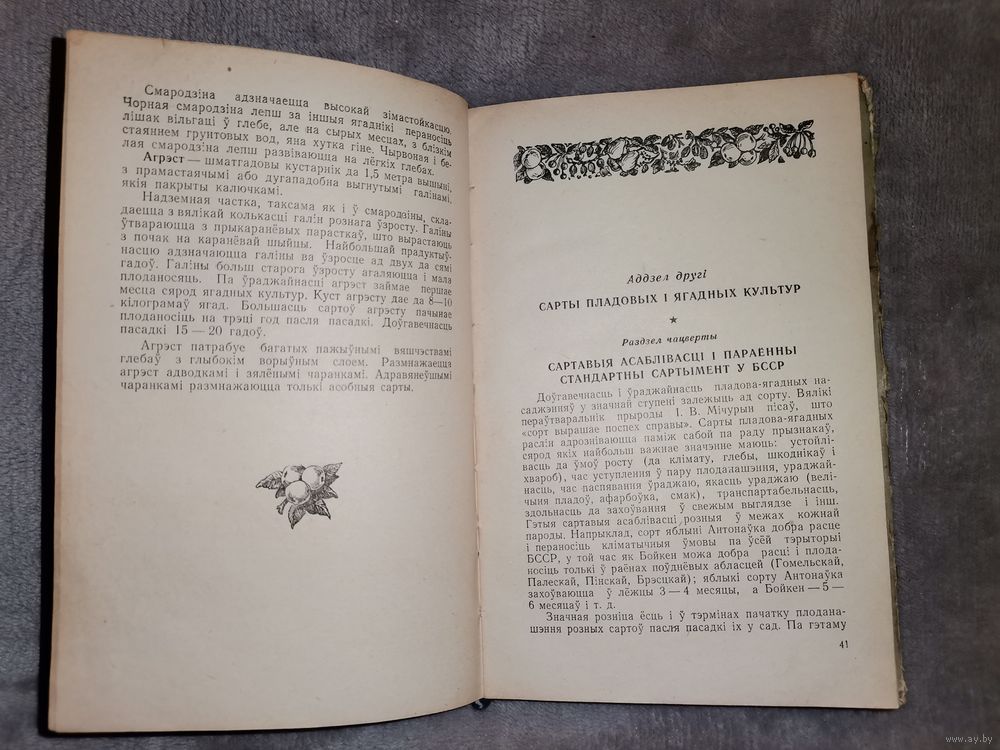 Смародзіна адзначаецца высокай зімастойкасцю.
Чорная смародзіна лепш за іншыя ягаднікі пераносіць
лішак вільгаці ў глебе, але на сырых месцах, з блізкім
стаяннем грунтовых вод, яна хутка гіне. Чырвоная і бе-
лая смародзіна лепш развіваюцца на лёгкіх глебах.
Агрэст — шматгадовы кустарнік да 1,5 метра вышыні,
з прамастаячымі або дугападобна выгнутымі галінамі,
якія пакрыты калючкамі.
Надземная частка, таксама як і ў смародзіны, скла-
даецца з вялікай колькасці галін рознага ўзросту. Галіны
ўтвараюцца з прыкаранёвых парасткаў, што вырастаюць
з почак на каранёвай шыйцы. Найбольшай прадуктыў-
насцю адзначаюцца галіны ва ўзросце ад двух да сямі
гадоў. Галіны больш старога ўзросту агаляюцца і мала
плоданосяць. Па ўраджайнасці агрэст займае першае
месца сярод ягадных культур. Куст агрэсту дае да 8—10
кілограмаў ягад. Большасць сартоў агрэсту пачынае
плоданосіць на трэці год пасля пасадкі. Доўгавечнасць
пасадкі 15 — 20 гадоў.
Агрэст патрабуе багатых пажыўнымі вяшчэствамі
глебаў з глыбокім ворыўным слоем. Размнажаецца
агрэст адводкамі і зялёнымі чаранкамі. Адравянеўшымі
чаранкамі размнажаюцца толькі асобныя сарты.
Аддзел другі
САРТЫ ПЛАДОВЫХ І ЯГАДНЫХ КУЛЬТУР
★
Раздзел чацверты
САРТАВЫЯ АСАБЛІВАСЦІ І ПАРАЕННЫ
СТАНДАРТНЫ САРТЫМЕНТ У БССР
Доўгавечнасць і ўраджайнасць пладова-ягадных на-
саджэнняў у значнай ступені залежыць ад сорту. Вялікі
пераўтваральнік прыроды І. В. Мічурын пісаў, што
«сорт вырашае поспех справы». Сарты пладова-ягадных
раслін адрозніваюцца паміж сабой па раду прызнакаў,
сярод якіх найбольш важнае значэнне маюць: устойлі-
васць да ўмоў росту (да клімату, глебы, шкоднікаў і
хвароб), час уступлення ў пару плоданашэння, ураджай-
насць, час паспявання ўраджаю, якасць ураджаю (велі-
чыня пладоў, афарбоўка, смак), транспартабельнасць,
здольнасць да захоўвання ў свежым выглядзе і інш.
Гэтыя сартавыя асаблівасці розныя ў межах кожнай
пароды. Напрыклад, сорт яблыні Антонаўка добра расце
і пераносіць кліматычныя ўмовы па ўсёй тэрыторыі
БССР, у той час як Бойкен можа добра расці і плода-
носіць толькі ў раёнах поўднёвых абласцей (Гомельскай,
Палескай, Пінскай, Брэсцкай); яблыкі сорту Антонаўка
захоўваюцца ў лёжцы 3 — 4 месяцы, а Бойкен — 5 —
6 месяцаў і т. д.
Значная розніца ёсць і ў тэрмінах пачатку плодана-
шэння розных сартоў пасля пасадкі іх у сад. Па гэтаму
41
www.ay.by